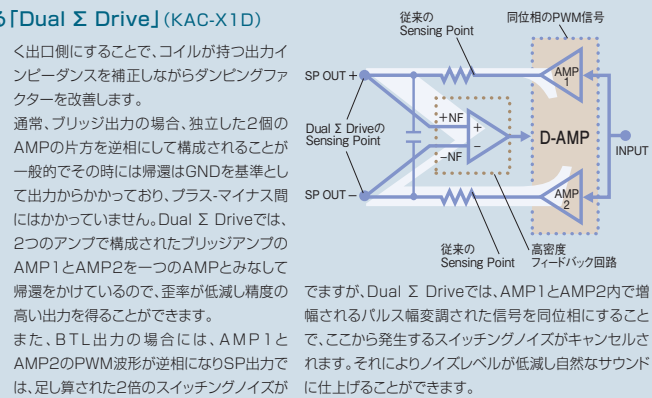 る「Dual Σ Drive」(KAC-X1D)
く出口側にすることで、コイルが持つ出力イ
ンピーダンスを補正しながらダンピングファ
クターを改善します。
通常、ブリッジ出力の場合、独立した2個の
AMPの片方を逆相にして構成されることが
一般的でその時には帰還はGNDを基準とし
て出力からかかっており、プラス-マイナス間
にはかかっていません。Dual Σ Driveでは、
2つのアンプで構成されたブリッジアンプの
AMP1とAMP2を一つのAMPとみなして
帰還をかけているので、歪率が低減し精度の
高い出力を得ることができます。
また、BTL出力の場合には、AMP1と
AMP2のPWM波形が逆相になりSP出力で
は、足し算された2倍のスイッチングノイズが
従来の
Sensing Point
同位相のPWM信号
SP OUT+
AMP
1
Dual Σ Driveの
Sensing Point
+NF
+
−
−NF
D-AMP
INPUT
SP OUT−
AMP
2
従来の
Sensing Point
高密度
フィードバック回路
でますが、Dual Σ Driveでは、AMP1とAMP2内で増
幅されるパルス幅変調された信号を同位相にすること
で、ここから発生するスイッチングノイズがキャンセルさ
れます。それによりノイズレベルが低減し自然なサウンド
に仕上げることができます。